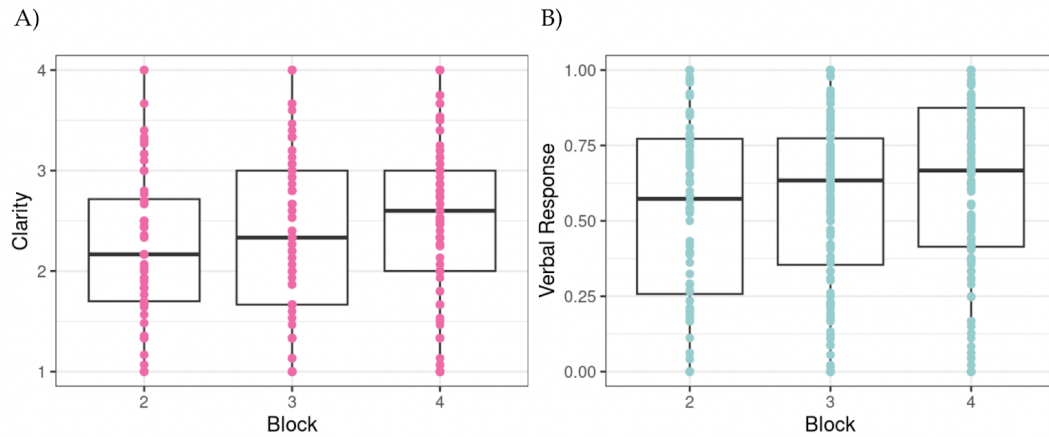 A)
Clarity
4
3
2
1
2 3 4
Block
B)
Verbal Response
1.00
0.75
0.50
0.25
0.00
2 3 4
Block